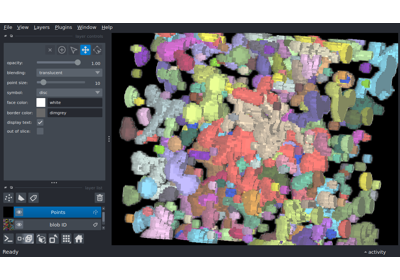 File View Layers Plugins Window Help
opacity: 1.00
blending: translucent
point size: 10
symbol: disc
face color: white
border color: dimgrey
display text:
out of slice:
Points
blob ID
Ready
activity